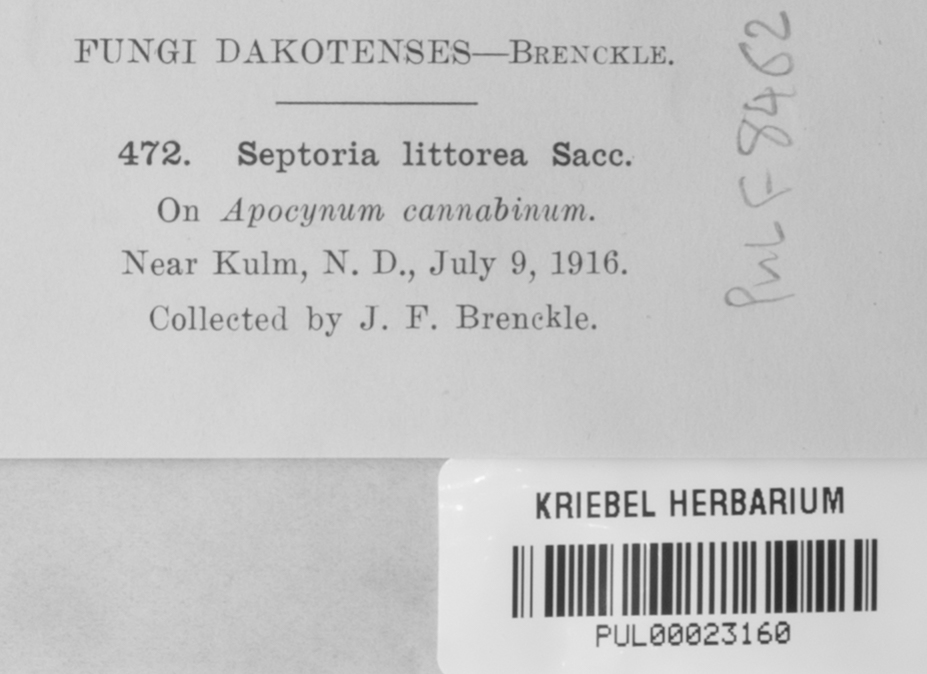 FUNGI DAKOTENSES—BRENCKLE.
472. Septoria littorea Sacc.
On Apocynum cannabinum.
Near Kulm, N. D., July 9, 1916.
Collected by J. F. Brenckle.
PUL F 8462
KRIEBEL HERBARIUM
PUL00023160